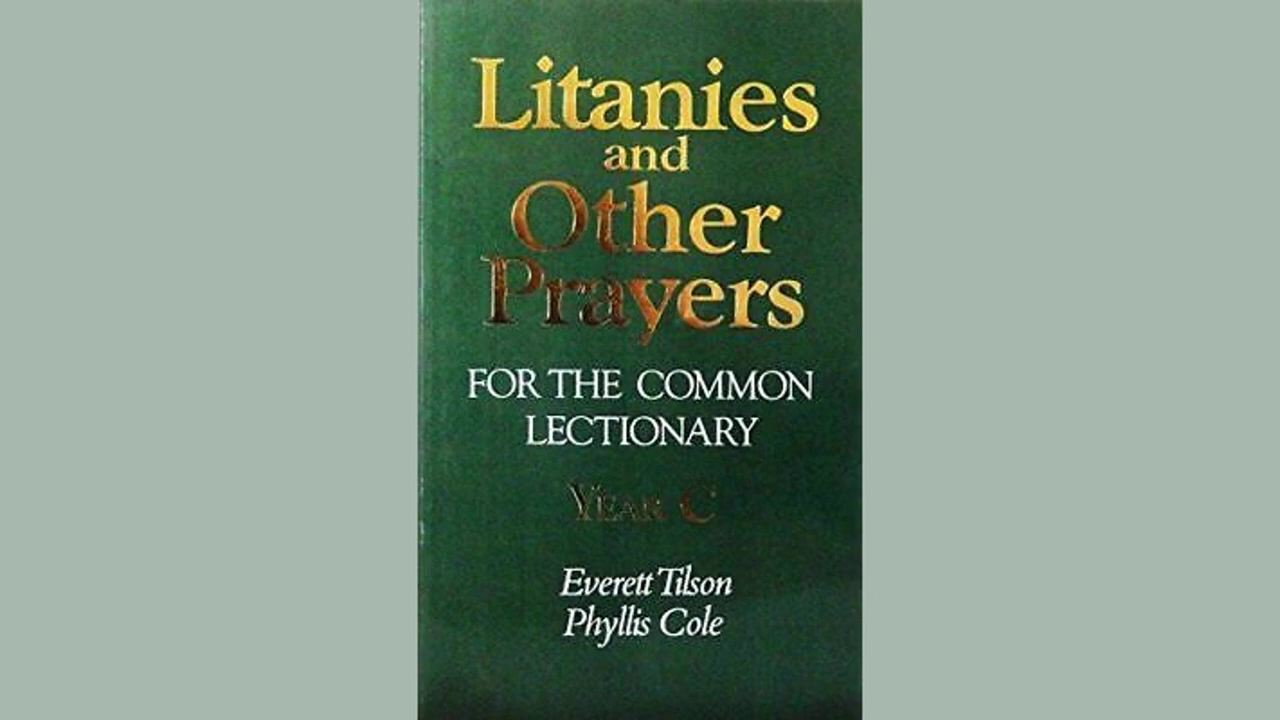 Litanies
and
Other
Prayers
FOR THE COMMON
LECTIONARY
YEAR C
Everett Tilson
Phyllis Cole